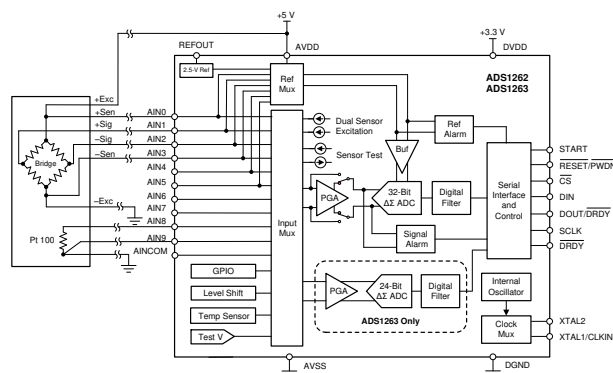 +5 V
+3.3 V
REFOUT
AVDD
DVDD
2.5-V Ref
Ref
Mux
ADS1262
ADS1263
+Exc
+Sen
AIN0
+Sig
AIN1
−Sig
AIN2
−Sen
AIN3
AIN4
AIN5
AIN6
−Exc
AIN7
AIN8
AIN9
AINCOM
Bridge
Pt 100
Dual Sensor
Excitation
Sensor Test
Input
Mux
Buf
Ref
Alarm
PGA
32-Bit
ΔΣ ADC
Digital
Filter
Signal
Alarm
Serial
Interface
and
Control
START
RESET/PWDN
CS
DIN
DOUT/DRDY
SCLK
DRDY
GPIO
Level Shift
Temp Sensor
Test V
PGA
24-Bit
ΔΣ ADC
Digital
Filter
ADS1263 Only
Internal
Oscillator
Clock
Mux
XTAL2
XTAL1/CLKIN
AVSS
DGND